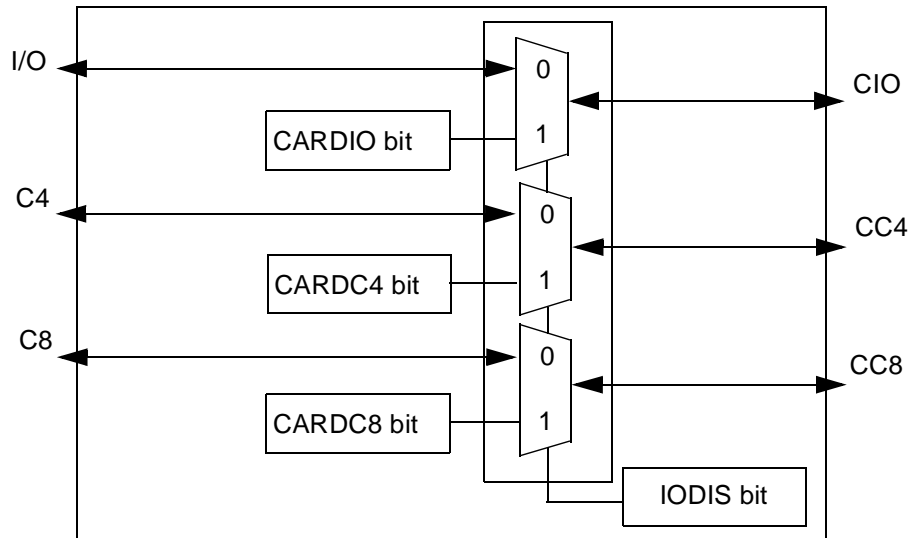 I/O
0
CIO
CARDIO bit
1
C4
0
CC4
CARDC4 bit
1
C8
0
CC8
CARDC8 bit
1
IODIS bit